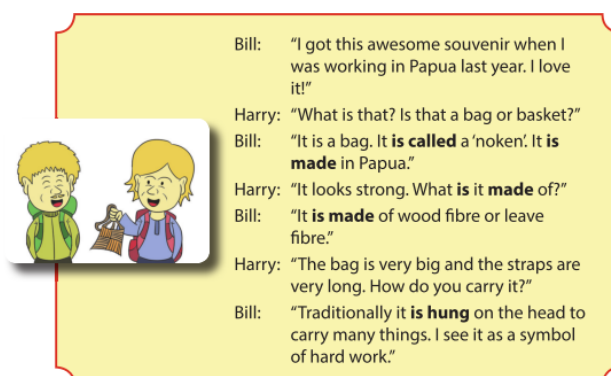 Bill: "I got this awesome souvenir when I
was working in Papua last year. I love
it!"
Harry: "What is that? Is that a bag or basket?"
Bill: "It is a bag. It is called a 'noken'. It is
made in Papua."
Harry: "It looks strong. What is it made of?"
Bill: "It is made of wood fibre or leave
fibre."
Harry: "The bag is very big and the straps are
very long. How do you carry it?"
Bill: "Traditionally it is hung on the head to
carry many things. I see it as a symbol
of hard work."